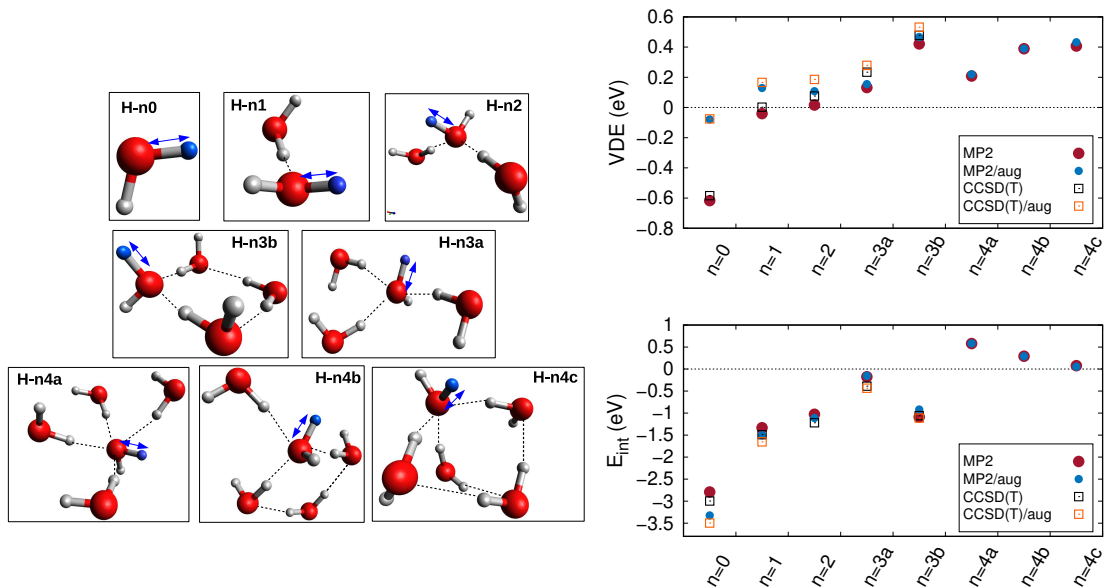 H-n0
H-n1
H-n2
H-n3b
H-n3a
H-n4a
H-n4b
H-n4c
VDE (eV)
0.6
0.4
0.2
0
−0.2
−0.4
−0.6
−0.8
MP2
MP2/aug
CCSD(T)
CCSD(T)/aug
n=0
n=1
n=2
n=3a
n=3b
n=4a
n=4b
n=4c
E_int (eV)
1
0.5
0
−0.5
−1
−1.5
−2
−2.5
−3
−3.5
MP2
MP2/aug
CCSD(T)
CCSD(T)/aug
n=0
n=1
n=2
n=3a
n=3b
n=4a
n=4b
n=4c